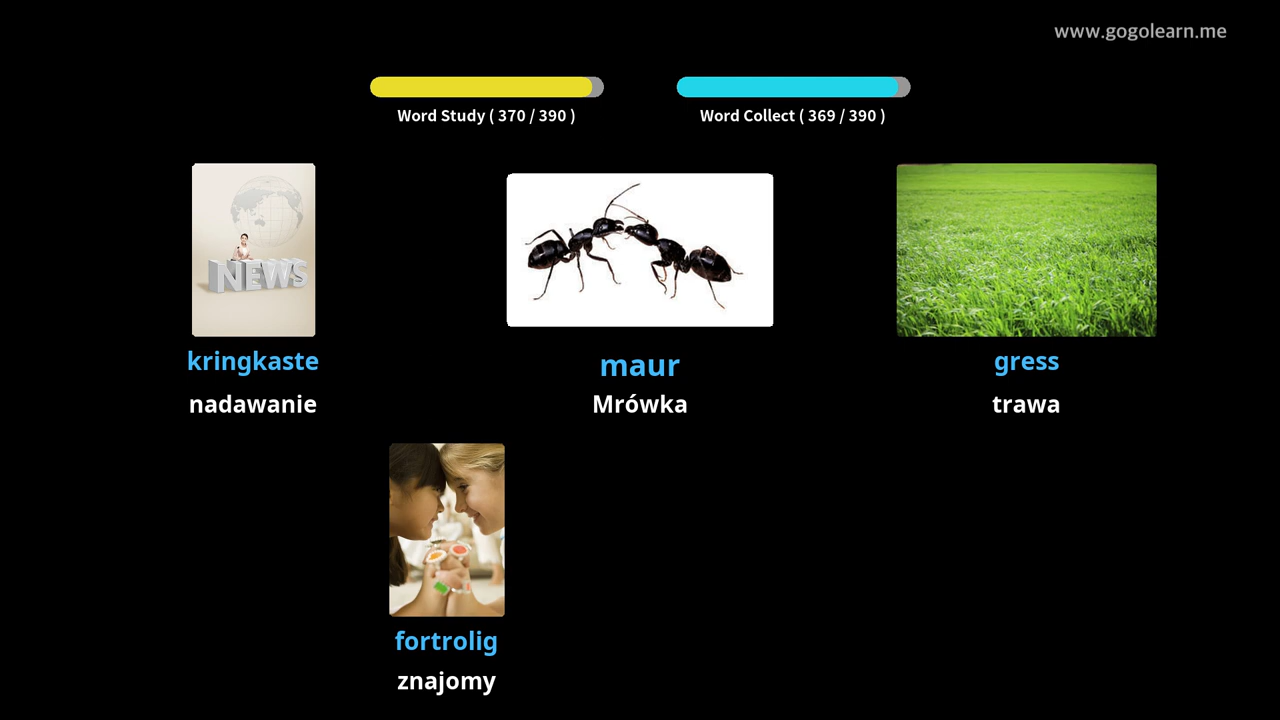 www.gogolearn.me
Word Study ( 370 / 390 )
Word Collect ( 369 / 390 )
NEWS
kringkaste
maur
gress
nadawanie
Mrówka
trawa
fortrolig
znajomy